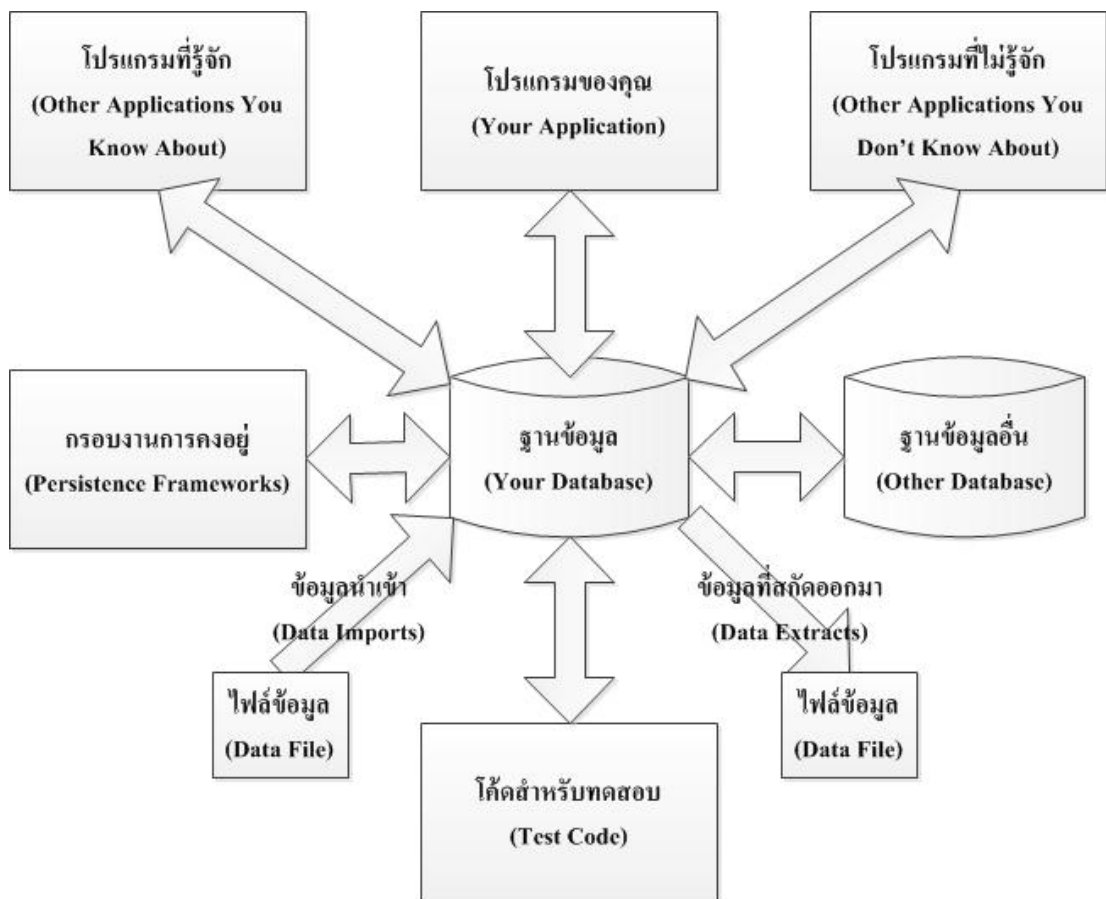 โปรแกรมที่รู้จัก
(Other Applications You
Know About)
โปรแกรมของคุณ
(Your Application)
โปรแกรมที่ไม่รู้จัก
(Other Applications You
Don’t Know About)
กรอบงานการคงอยู่
(Persistence Frameworks)
ฐานข้อมูล
(Your Database)
ฐานข้อมูลอื่น
(Other Database)
ข้อมูลนำเข้า
(Data Imports)
ข้อมูลที่สกัดออกมา
(Data Extracts)
ไฟล์ข้อมูล
(Data File)
โค้ดสำหรับทดสอบ
(Test Code)
ไฟล์ข้อมูล
(Data File)